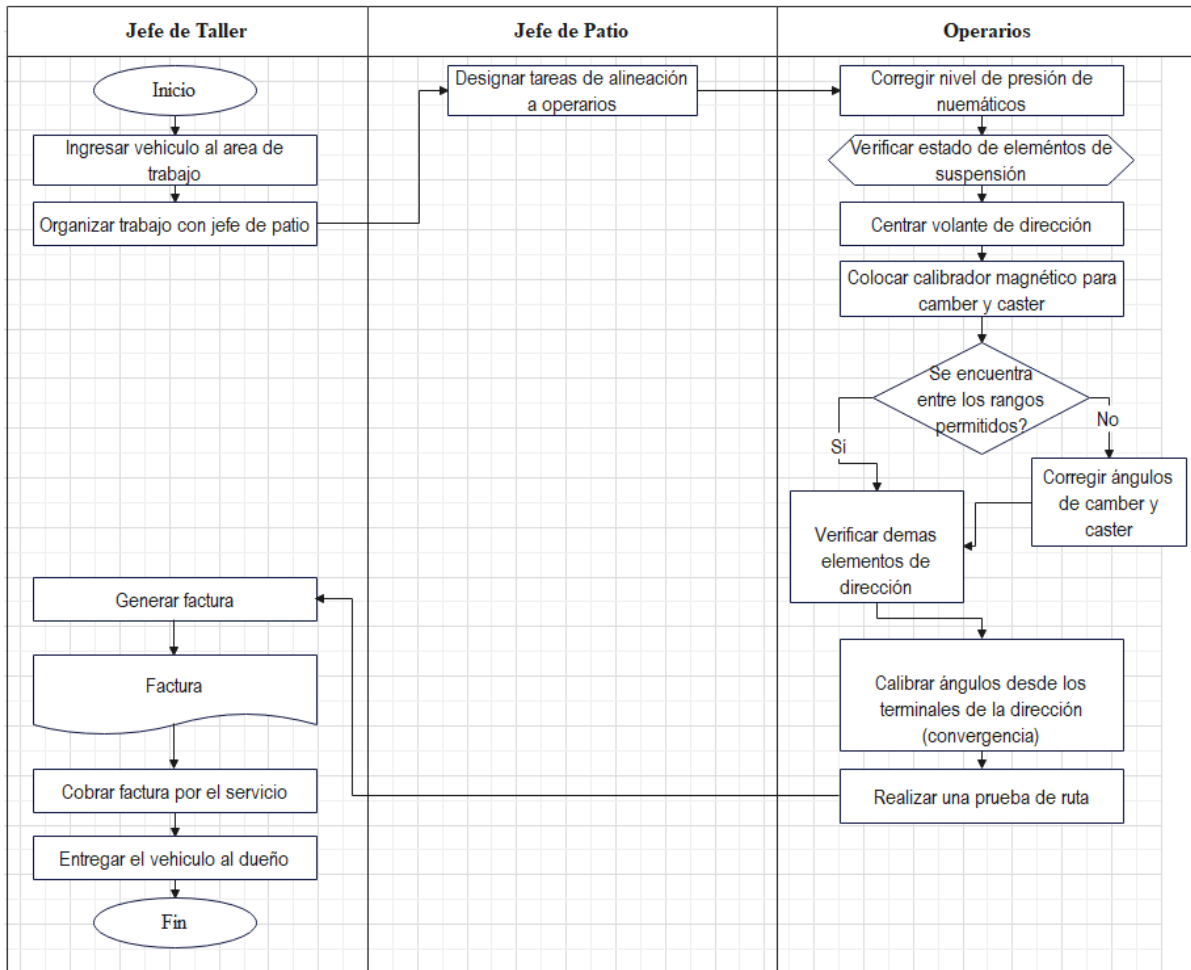 Jefe de Taller
Jefe de Patio
Operarios
Inicio
Ingresar vehiculo al area de
trabajo
Organizar trabajo con jefe de patio
Designar tareas de alineación
a operarios
Corregir nivel de presión de
nuemáticos
Verificar estado de eleméntos de
suspensión
Centrar volante de dirección
Colocar calibrador magnético para
camber y caster
Se encuentra
entre los rangos
permitidos?
No
Sí
Corregir ángulos
de camber y
caster
Verificar demas
elementos de
dirección
Calibrar ángulos desde los
terminales de la dirección
(convergencia)
Realizar una prueba de ruta
Generar factura
Factura
Cobrar factura por el servicio
Entregar el vehiculo al dueño
Fin